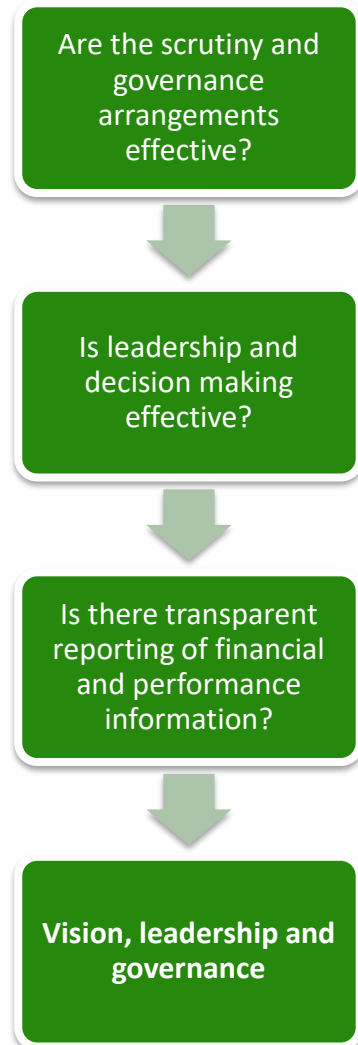 Are the scrutiny and
governance
arrangements
effective?
Is leadership and
decision making
effective?
Is there transparent
reporting of financial
and performance
information?
Vision, leadership and
governance